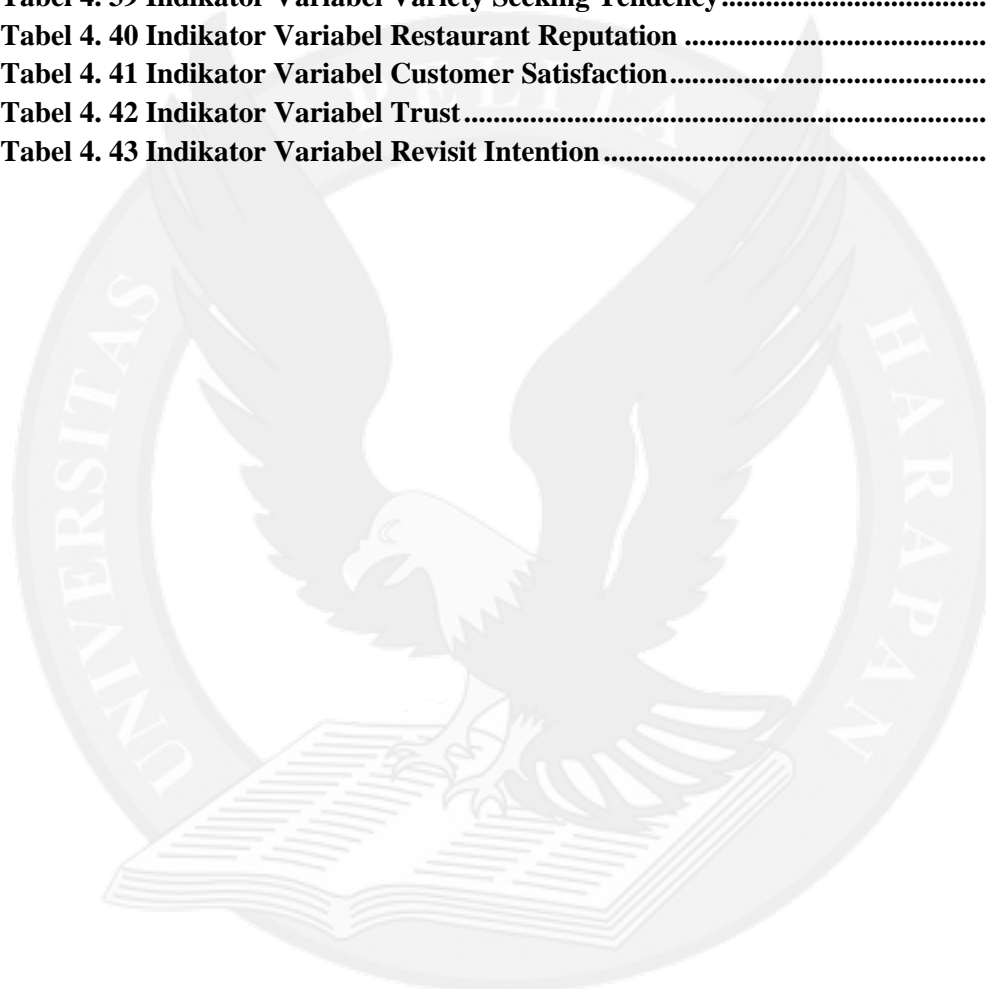 Tabel 4. 39 Indikator Variabel Variety Seeking Tendency....................................
Tabel 4. 40 Indikator Variabel Restaurant Reputation .........................................
Tabel 4. 41 Indikator Variabel Customer Satisfaction...........................................
Tabel 4. 42 Indikator Variabel Trust.......................................................................
Tabel 4. 43 Indikator Variabel Revisit Intention....................................................
UNIVERSITAS PELITA HARAPAN